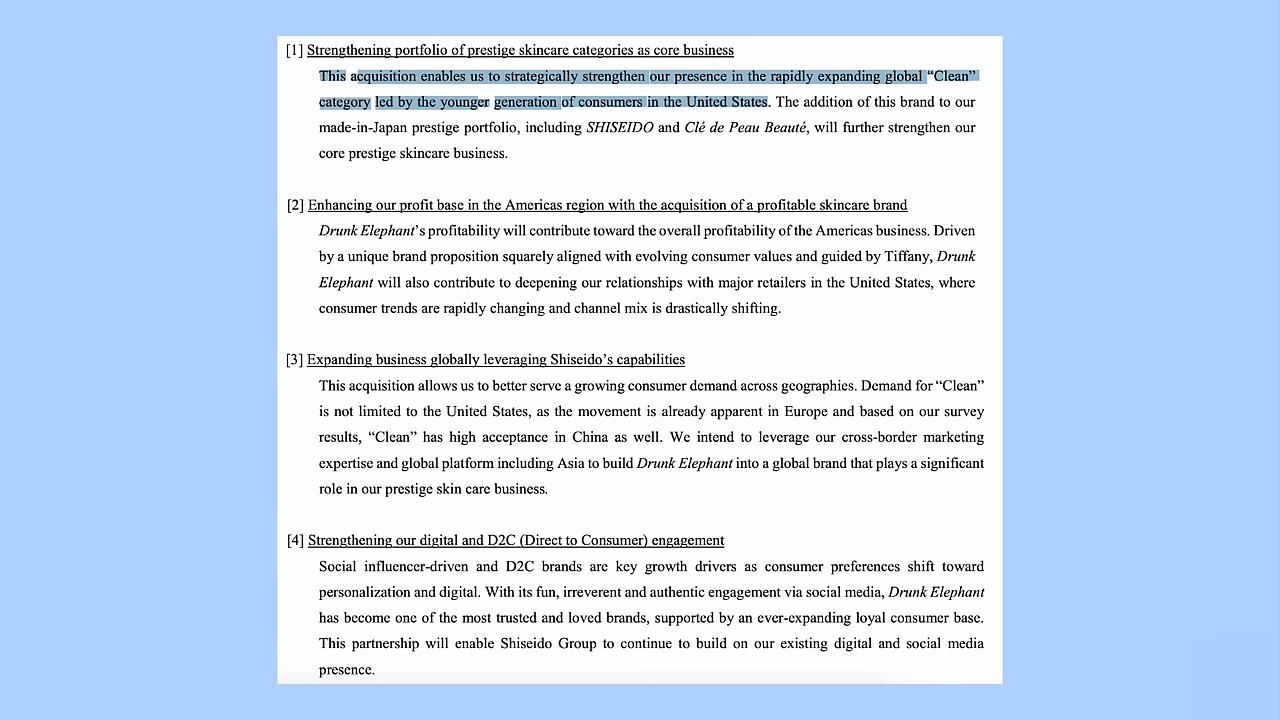 [1] Strengthening portfolio of prestige skincare categories as core business
This acquisition enables us to strategically strengthen our presence in the rapidly expanding global “Clean”
category led by the younger generation of consumers in the United States. The addition of this brand to our
made-in-Japan prestige portfolio, including SHISEIDO and Clé de Peau Beauté, will further strengthen our
core prestige skincare business.
[2] Enhancing our profit base in the Americas region with the acquisition of a profitable skincare brand
Drunk Elephant’s profitability will contribute toward the overall profitability of the Americas business. Driven
by a unique brand proposition squarely aligned with evolving consumer values and guided by Tiffany, Drunk
Elephant will also contribute to deepening our relationships with major retailers in the United States, where
consumer trends are rapidly changing and channel mix is drastically shifting.
[3] Expanding business globally leveraging Shiseido’s capabilities
This acquisition allows us to better serve a growing consumer demand across geographies. Demand for “Clean”
is not limited to the United States, as the movement is already apparent in Europe and based on our survey
results, “Clean” has high acceptance in China as well. We intend to leverage our cross-border marketing
expertise and global platform including Asia to build Drunk Elephant into a global brand that plays a significant
role in our prestige skin care business.
[4] Strengthening our digital and D2C (Direct to Consumer) engagement
Social influencer-driven and D2C brands are key growth drivers as consumer preferences shift toward
personalization and digital. With its fun, irreverent and authentic engagement via social media, Drunk Elephant
has become one of the most trusted and loved brands, supported by an ever-expanding loyal consumer base.
This partnership will enable Shiseido Group to continue to build on our existing digital and social media
presence.